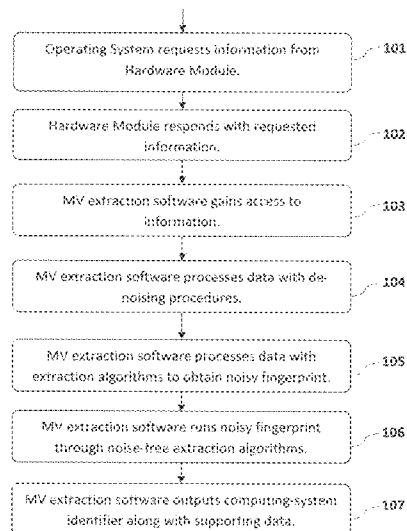 Operating System requests information from
Hardware Module.
101
Hardware Module responds with requested
information.
102
MV extraction software gains access to
information.
103
MV extraction software processes data with de-
noising procedures.
104
MV extraction software processes data with
extraction algorithms to obtain noisy fingerprint.
105
MV extraction software runs noisy fingerprint
through noise-free extraction algorithms.
106
MV extraction software outputs computing-system
identifier along with supporting data.
107